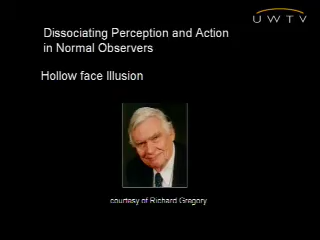 UWTV
Dissociating Perception and Action
in Normal Observers
Hollow face Illusion
courtesy of Richard Gregory